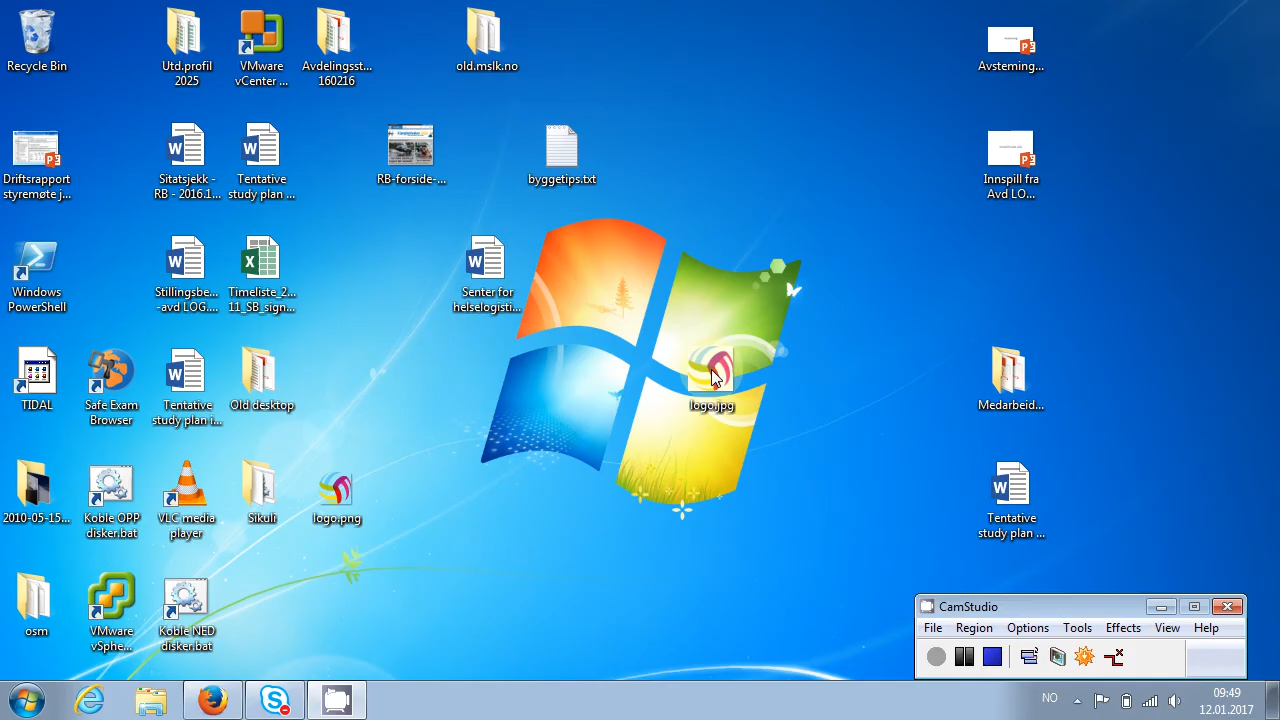 Recycle Bin
Utd.profil
2025
VMware
vCenter ...
Avdelingsst...
160216
old.mslk.no
Avsteming...
Driftsrapport
styremøte j...
Sitatsjekk -
RB - 2016.1...
Tentative
study plan ...
RB-forside-...
byggetips.txt
Innspill fra
Avd LO...
Windows
PowerShell
Stillingsbe...
-avd LOG....
Timeliste_2...
11_SB_sign...
Senter for
helselogisti...
TIDAL
Safe Exam
Browser
Tentative
study plan i...
Old desktop
logo.jpg
Medarbeid...
2010-05-15...
Koble OPP
disker.bat
VLC media
player
Sikuli
logo.png
Tentative
study plan ...
osm
VMware
vSphe...
Koble NED
disker.bat
CamStudio
File Region Options Tools Effects View Help
NO
09:49
12.01.2017